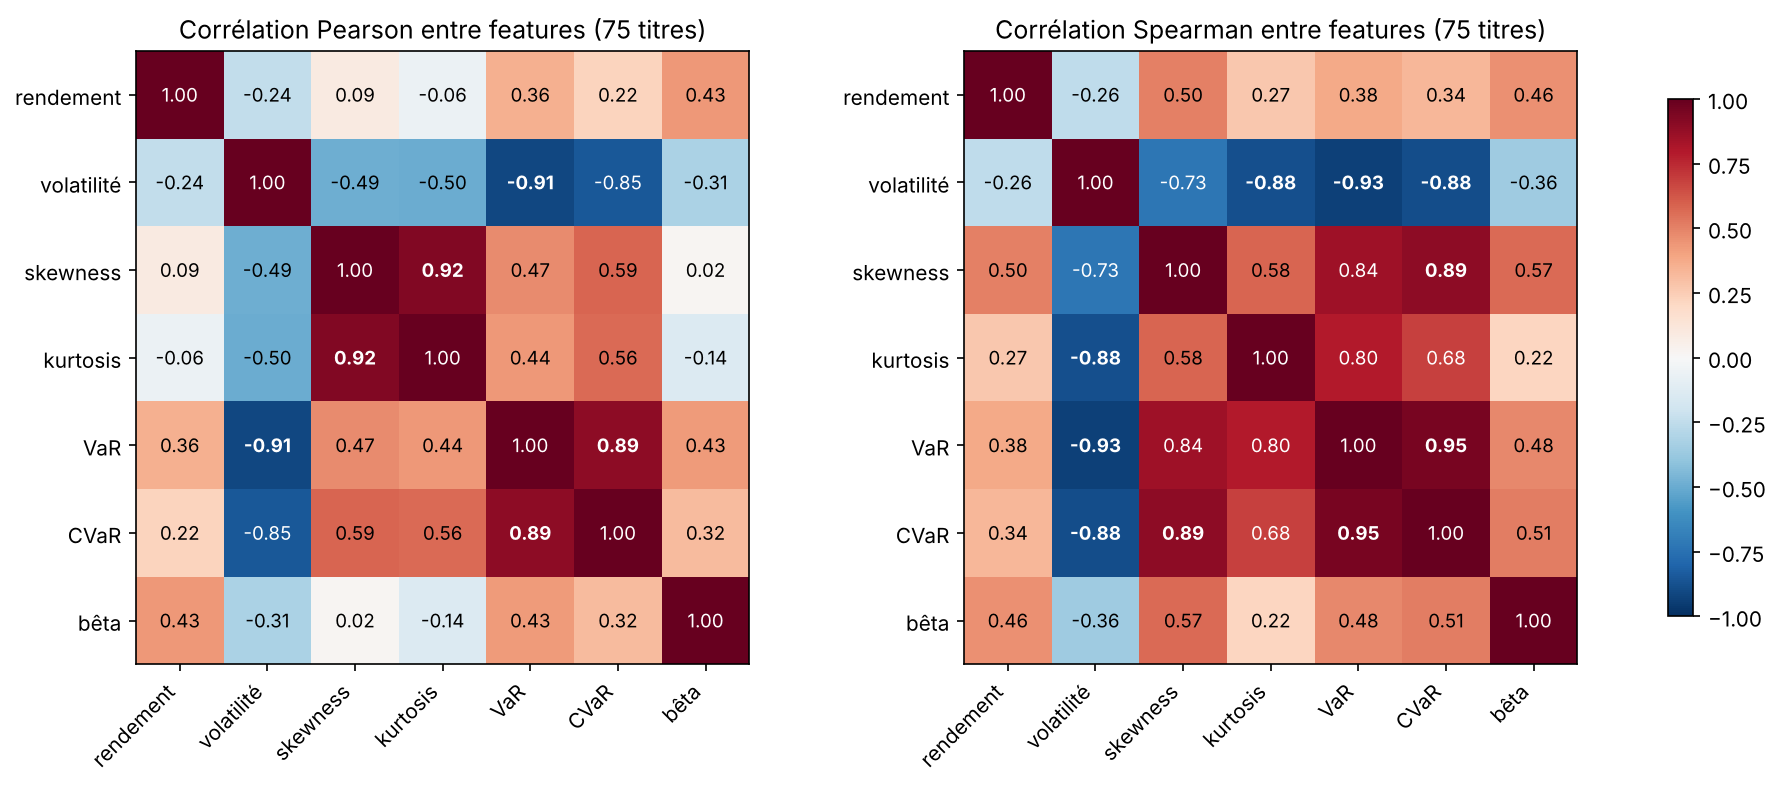 Corrélation Pearson entre features (75 titres)
rendement 1.00 -0.24 0.09 -0.06 0.36 0.22 0.43
volatilité -0.24 1.00 -0.49 -0.50 -0.91 -0.85 -0.31
skewness 0.09 -0.49 1.00 0.92 0.47 0.59 0.02
kurtosis -0.06 -0.50 0.92 1.00 0.44 0.56 -0.14
VaR 0.36 -0.91 0.47 0.44 1.00 0.89 0.43
CVaR 0.22 -0.85 0.59 0.56 0.89 1.00 0.32
bêta 0.43 -0.31 0.02 -0.14 0.43 0.32 1.00
rendement volatilité skewness kurtosis VaR CVaR bêta
Corrélation Spearman entre features (75 titres)
rendement 1.00 -0.26 0.50 0.27 0.38 0.34 0.46
volatilité -0.26 1.00 -0.73 -0.88 -0.93 -0.88 -0.36
skewness 0.50 -0.73 1.00 0.58 0.84 0.89 0.57
kurtosis 0.27 -0.88 0.58 1.00 0.80 0.68 0.22
VaR 0.38 -0.93 0.84 0.80 1.00 0.95 0.48
CVaR 0.34 -0.88 0.89 0.68 0.95 1.00 0.51
bêta 0.46 -0.36 0.57 0.22 0.48 0.51 1.00
rendement volatilité skewness kurtosis VaR CVaR bêta
1.00
0.75
0.50
0.25
0.00
−0.25
−0.50
−0.75
−1.00